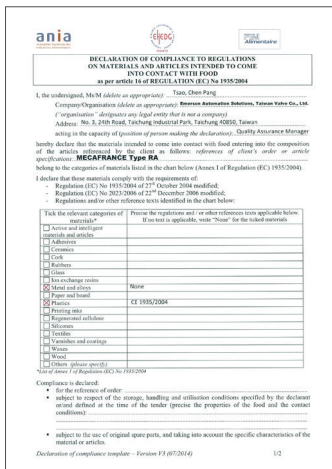 ania
EHEDG
Alimentaire
DECLARATION OF COMPLIANCE TO REGULATIONS
ON MATERIALS AND ARTICLES INTENDED TO COME
INTO CONTACT WITH FOOD
as per article 16 of REGULATION (EC) No 1935/2004
I, the undersigned, Ms/M (delete as appropriate): Tsao, Chen Pang
Company/Organisation (delete as appropriate): Emerson Automation Solutions, Taiwan Valve Co., Ltd.
("organisation" designates any legal entity that is not a company)
Address: No. 3, 24th Road, Taichung Industrial Park, Taichung 40850, Taiwan
acting in the capacity of (position of person making the declaration): Quality Assurance Manager
hereby declare that the materials intended to come into contact with food entering into the composition
of the articles referenced by the client as follows: references of client's order or article
specifications: MECAFRANCE Type RA
belong to the categories of materials listed in the chart below (Annex I of Regulation (EC) 1935/2004)
I declare that these materials comply with the requirements of:
- Regulation (EC) No 1935/2004 of 27th October 2004 modified;
- Regulation (EC) No 2023/2006 of 22nd December 2006 modified;
- Regulations and/or other reference texts identified in the chart below:
Tick the relevant categories of materials*
Precise the regulations and / or other references texts applicable below.
If no text is applicable, write "None" for the ticked materials
Active and intelligent
materials and articles
Adhesives
Ceramics
Cork
Rubbers
Glass
Ion exchange resins
Metal and alloys None
Paper and board
Plastics CE 1935/2004
Printing inks
Regenerated cellulose
Silicones
Textiles
Varnishes and coatings
Waxes
Wood
Others (please specify)
*List of Annex I of Regulation (EC) No 1935/2004
Compliance is declared:
• for the reference of order:
• subject to respect of the storage, handling and utilisation conditions specified by the declarant
or/and defined at the time of the tender (precise the properties of the food and the contact
conditions):
• subject to the use of original spare parts, and taking into account the specific characteristics of the
material or articles.
Declaration of compliance template – Version V3 (07/2014) 1/2